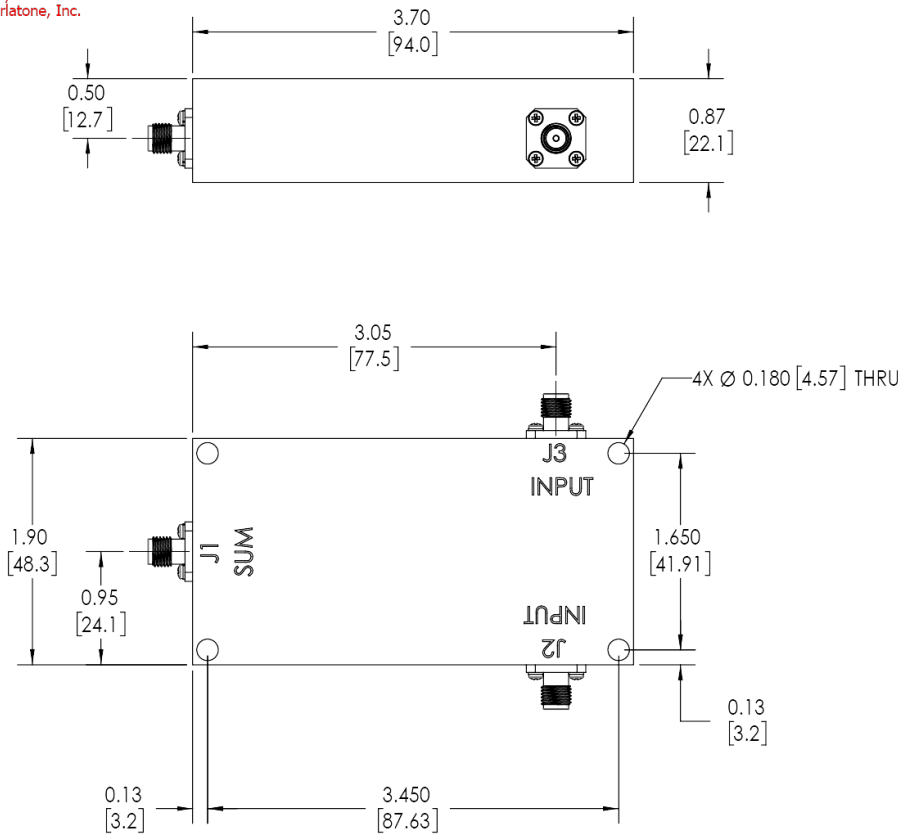 rlatone, Inc.
3.70
[94.0]
0.50
[12.7]
0.87
[22.1]
3.05
[77.5]
4X Ø 0.180 [4.57] THRU
J3
INPUT
1.90
[48.3]
J1
SUM
1.650
[41.91]
0.95
[24.1]
INPUT
J2
0.13
[3.2]
0.13
[3.2]
3.450
[87.63]